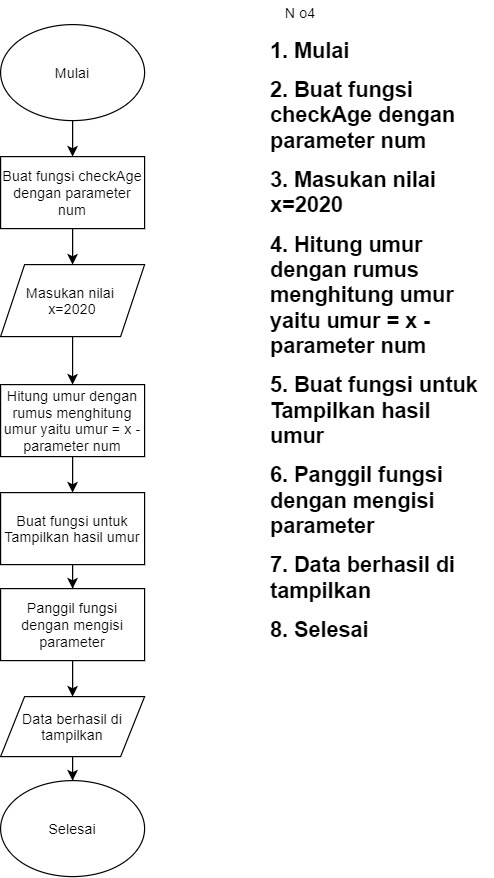 N o4
Mulai
Buat fungsi checkAge
dengan parameter
num
Masukan nilai
x=2020
Hitung umur dengan
rumus menghitung
umur yaitu umur = x -
parameter num
Buat fungsi untuk
Tampilkan hasil umur
Panggil fungsi
dengan mengisi
parameter
Data berhasil di
tampilkan
Selesai
1. Mulai
2. Buat fungsi
checkAge dengan
parameter num
3. Masukan nilai
x=2020
4. Hitung umur
dengan rumus
menghitung umur
yaitu umur = x -
parameter num
5. Buat fungsi untuk
Tampilkan hasil
umur
6. Panggil fungsi
dengan mengisi
parameter
7. Data berhasil di
tampilkan
8. Selesai